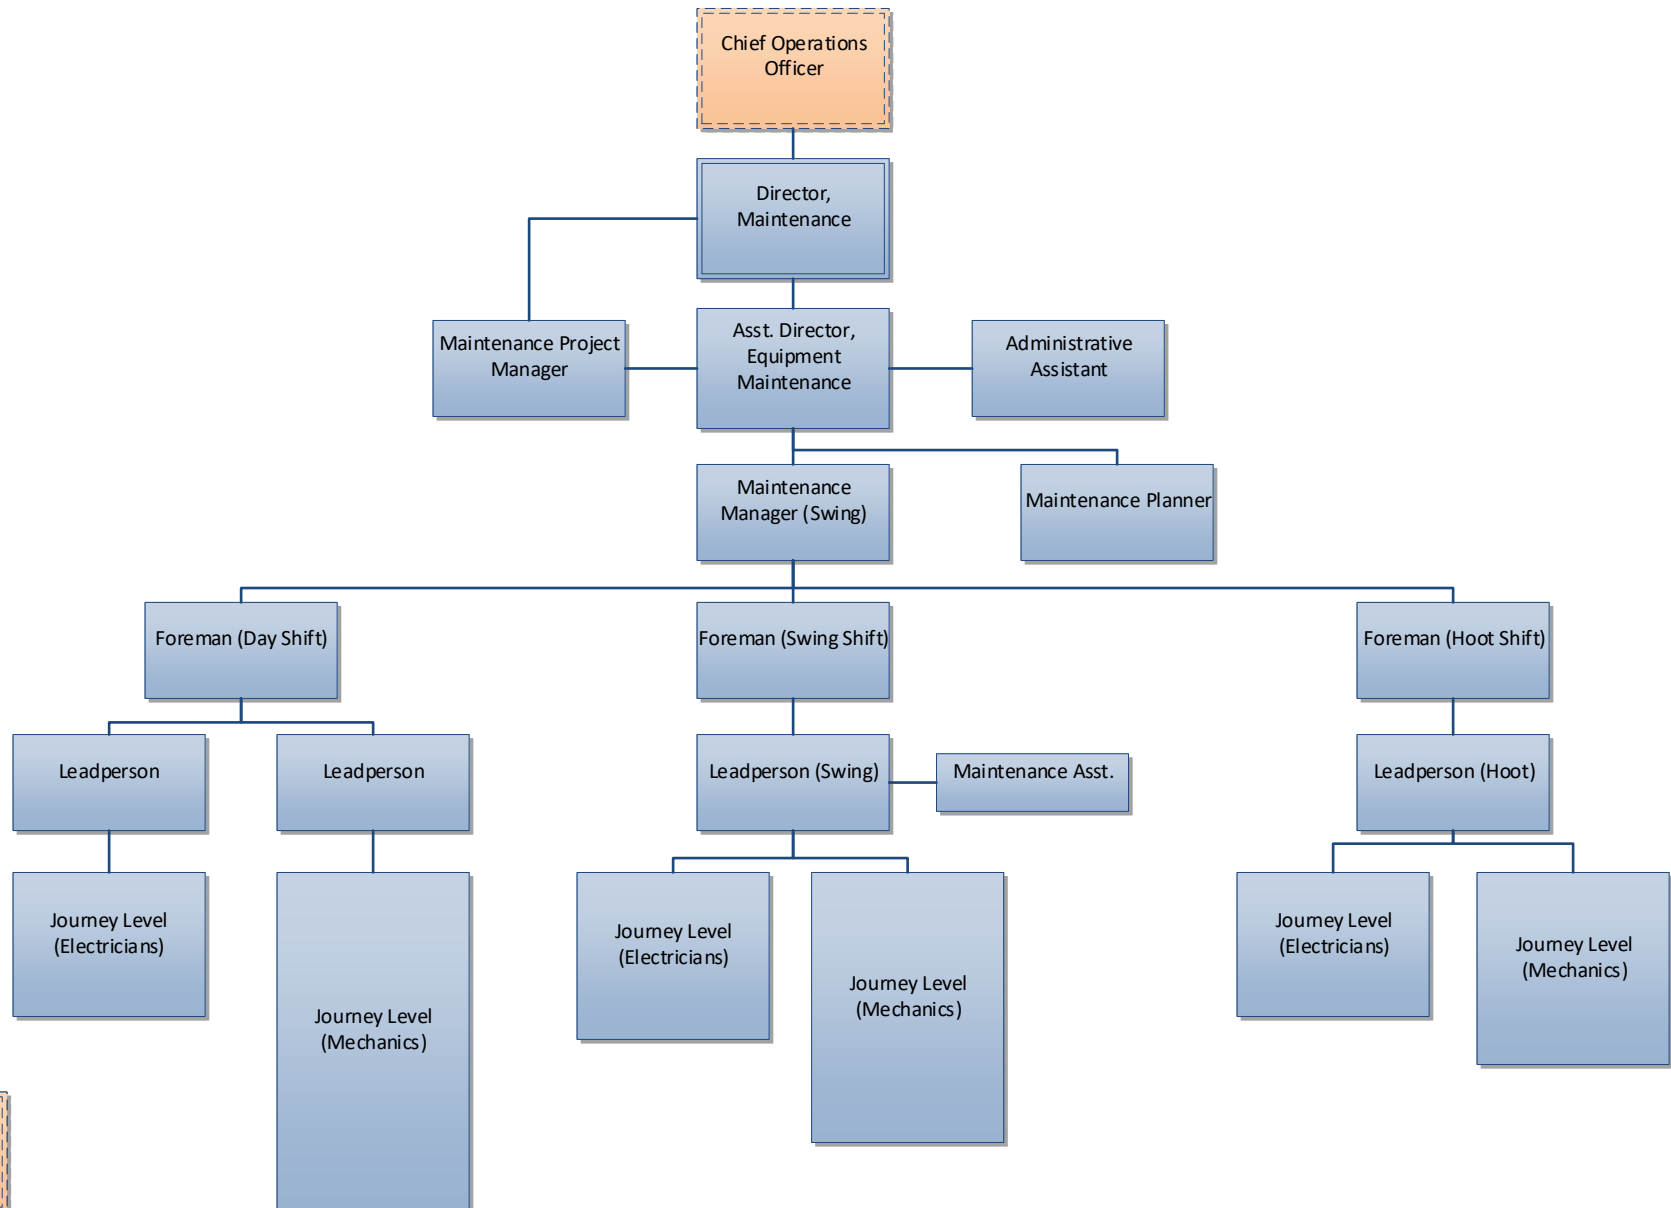 Chief Operations
Officer
Director,
Maintenance
Maintenance Project
Manager
Asst. Director,
Equipment
Maintenance
Administrative
Assistant
Maintenance
Manager (Swing)
Maintenance Planner
Foreman (Day Shift)
Foreman (Swing Shift)
Foreman (Hoot Shift)
Leadperson
Leadperson
Leadperson (Swing)
Maintenance Asst.
Leadperson (Hoot)
Journey Level
(Electricians)
Journey Level
(Mechanics)
Journey Level
(Electricians)
Journey Level
(Mechanics)
Journey Level
(Electricians)
Journey Level
(Mechanics)